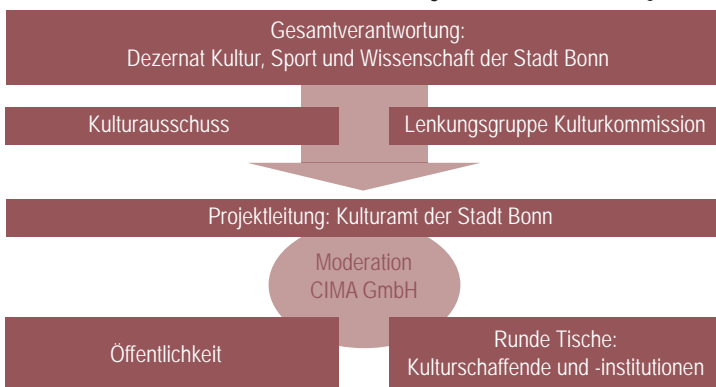 Gesamtverantwortung:
Dezernat Kultur, Sport und Wissenschaft der Stadt Bonn
Kulturausschuss
Lenkungsgruppe Kulturkommission
Projektleitung: Kulturamt der Stadt Bonn
Moderation
CIMA GmbH
Öffentlichkeit
Runde Tische:
Kulturschaffende und -institutionen